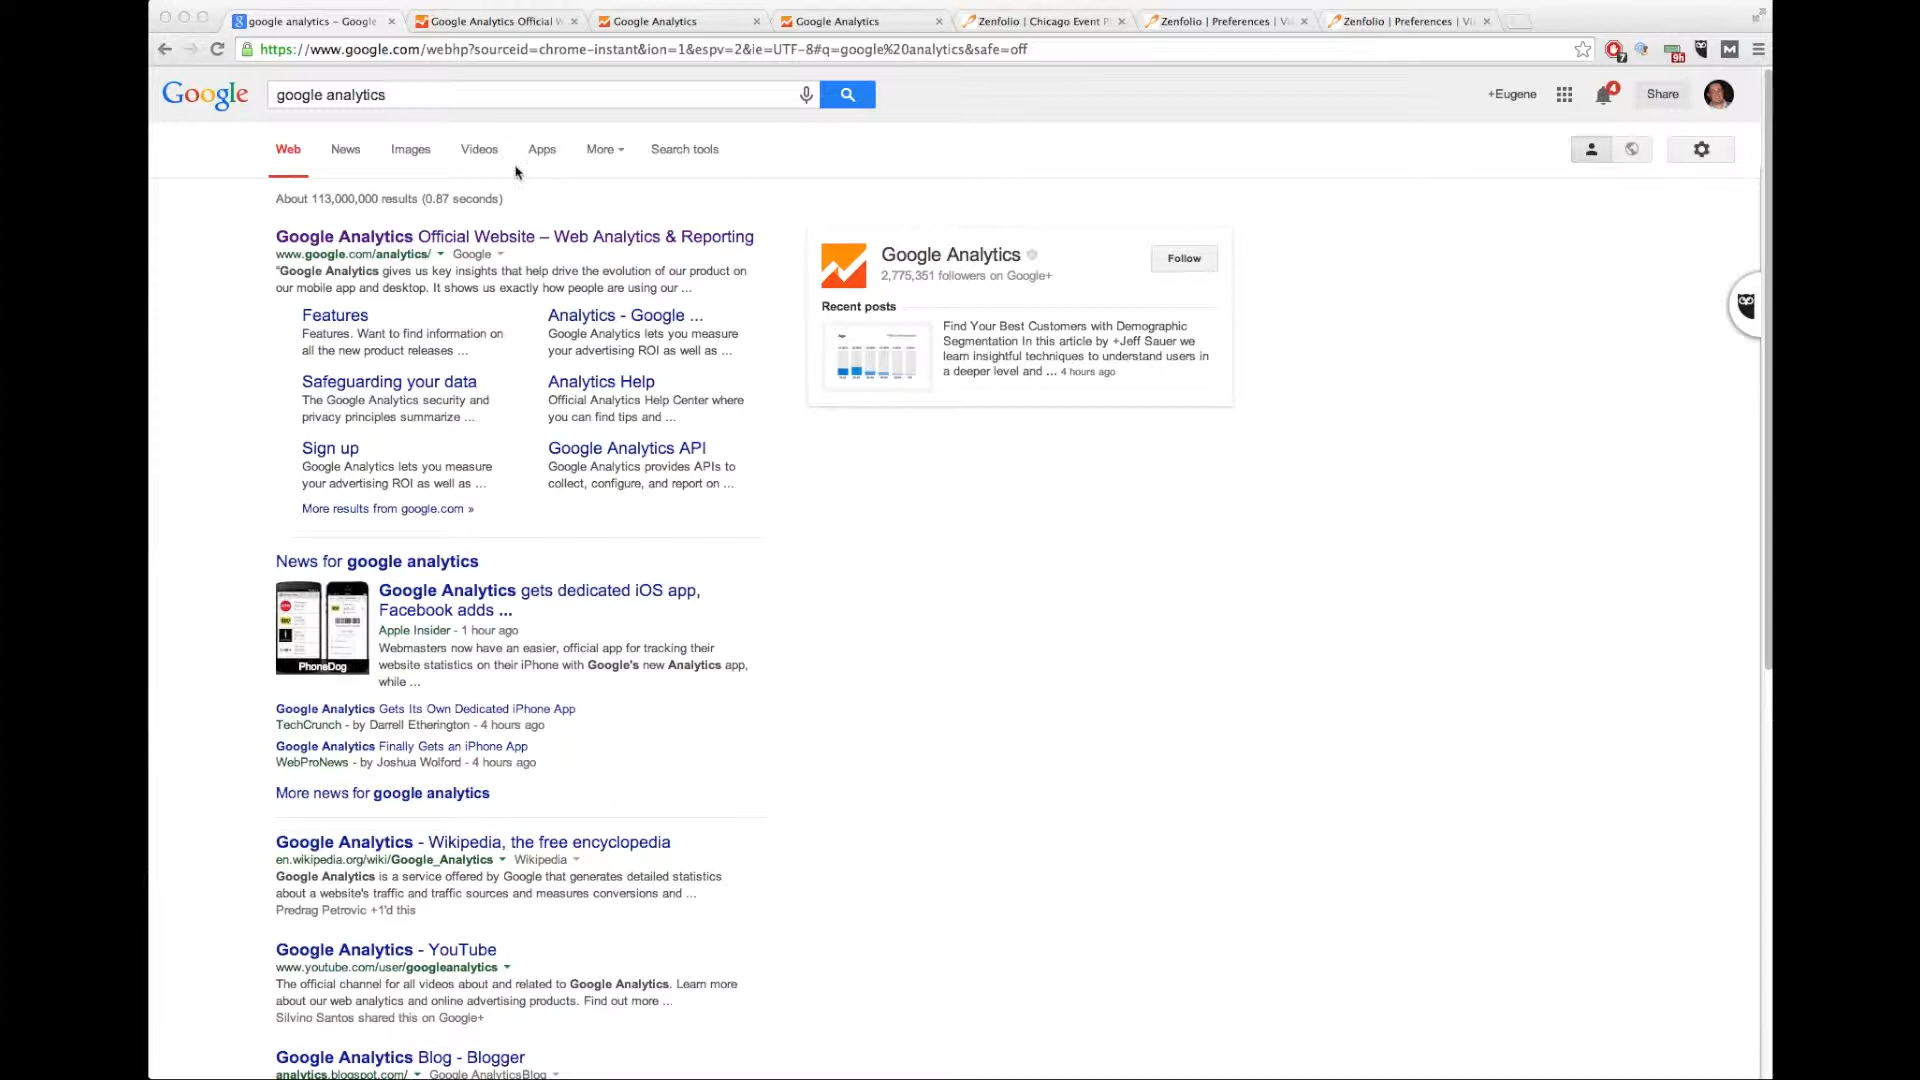 google analytics - Google
Google Analytics Official W
Google Analytics
Google Analytics
Zenfolio | Chicago Event P
Zenfolio | Preferences | Vi
Zenfolio | Preferences | Vi
https://www.google.com/webhp?sourceid=chrome-instant&ion=1&espv=2&ie=UTF-8#q=google%20analytics&safe=off
7
9h
M
Google
google analytics
+Eugene
4
Share
Web
News
Images
Videos
Apps
More
Search tools
About 113,000,000 results (0.87 seconds)
Google Analytics Official Website – Web Analytics & Reporting
www.google.com/analytics/ Google
"Google Analytics gives us key insights that help drive the evolution of our product on
our mobile app and desktop. It shows us exactly how people are using our ...
Features
Features. Want to find information on
all the new product releases ...
Analytics - Google ...
Google Analytics lets you measure
your advertising ROI as well as ...
Safeguarding your data
The Google Analytics security and
privacy principles summarize ...
Analytics Help
Official Analytics Help Center where
you can find tips and ...
Sign up
Google Analytics lets you measure
your advertising ROI as well as ...
Google Analytics API
Google Analytics provides APIs to
collect, configure, and report on ...
More results from google.com »
Google Analytics
2,775,351 followers on Google+
Follow
Recent posts
Find Your Best Customers with Demographic
Segmentation In this article by +Jeff Sauer we
learn insightful techniques to understand users in
a deeper level and ... 4 hours ago
News for google analytics
PhoneDog
Google Analytics gets dedicated iOS app,
Facebook adds ...
Apple Insider - 1 hour ago
Webmasters now have an easier, official app for tracking their
website statistics on their iPhone with Google's new Analytics app,
while ...
Google Analytics Gets Its Own Dedicated iPhone App
TechCrunch - by Darrell Etherington - 4 hours ago
Google Analytics Finally Gets an iPhone App
WebProNews - by Joshua Wolford - 4 hours ago
More news for google analytics
Google Analytics - Wikipedia, the free encyclopedia
en.wikipedia.org/wiki/Google_Analytics Wikipedia
Google Analytics is a service offered by Google that generates detailed statistics
about a website's traffic and traffic sources and measures conversions and ...
Predrag Petrovic +1'd this
Google Analytics - YouTube
www.youtube.com/user/googleanalytics
The official channel for all videos about and related to Google Analytics. Learn more
about our web analytics and online advertising products. Find out more ...
Silvino Santos shared this on Google+
Google Analytics Blog - Blogger
analytics.blogspot.com/ Google AnalyticsBlog